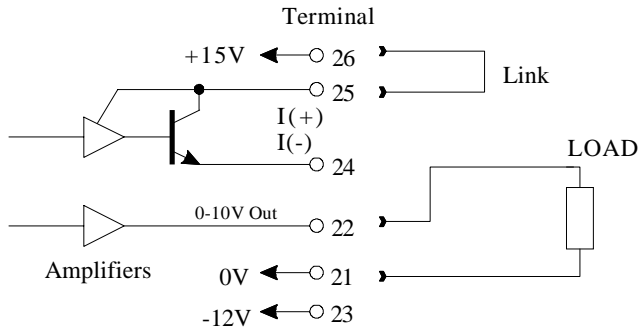 Terminal
+15V 26
25
Link
I(+)
I(-)
24
LOAD
0-10V Out 22
Amplifiers
0V 21
-12V 23